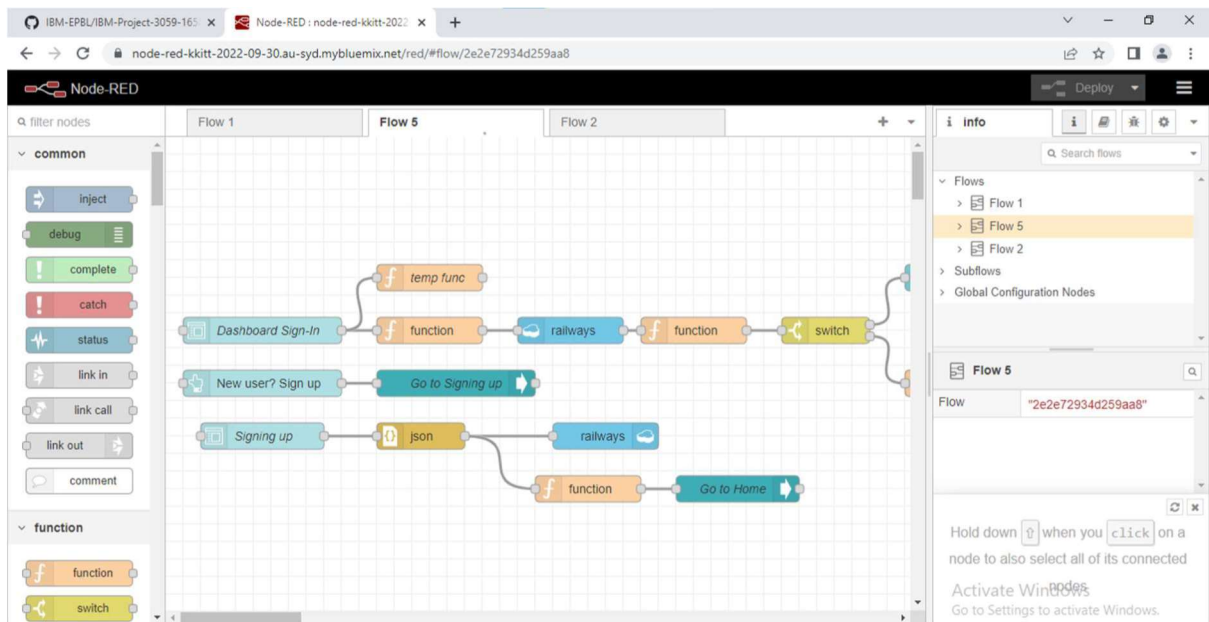 IBM-EPBL/IBM-Project-3059-165
Node-RED : node-red-kkitt-2022
node-red-kkitt-2022-09-30.au-syd.mybluemix.net/red/#flow/2e2e72934d259aa8
Node-RED
Deploy
filter nodes
Flow 1
Flow 5
Flow 2
i info
i
Search flows
common
inject
debug
complete
catch
status
link in
link call
link out
comment
function
function
switch
temp func
Dashboard Sign-In
function
railways
function
switch
New user? Sign up
Go to Signing up
Signing up
json
railways
function
Go to Home
Flows
Flow 1
Flow 5
Flow 2
Subflows
Global Configuration Nodes
Flow 5
Flow "2e2e72934d259aa8"
Hold down ⇧ when you click on a
node to also select all of its connected
nodes
Activate Windows
Go to Settings to activate Windows.